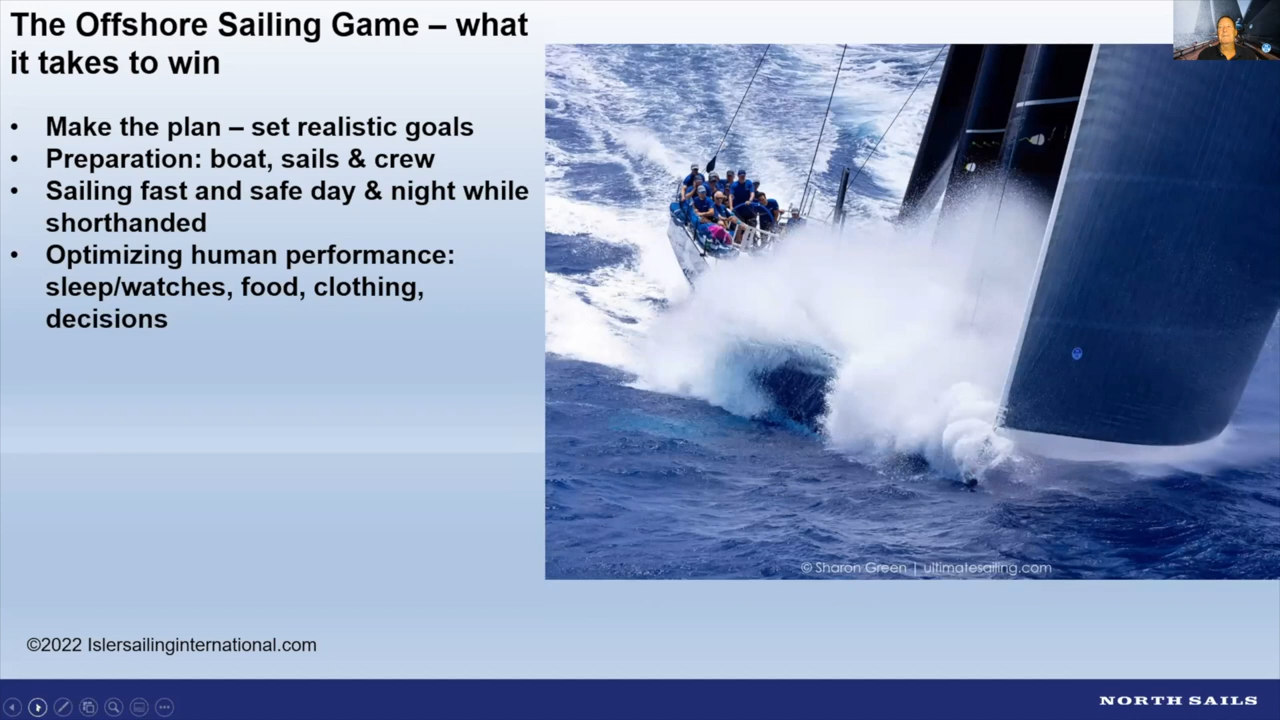 The Offshore Sailing Game – what
it takes to win
• Make the plan – set realistic goals
• Preparation: boat, sails & crew
• Sailing fast and safe day & night while
shorthanded
• Optimizing human performance:
sleep/watches, food, clothing,
decisions
© Sharon Green | ultimatesailing.com
©2022 Islersailinginternational.com
NORTH SAILS